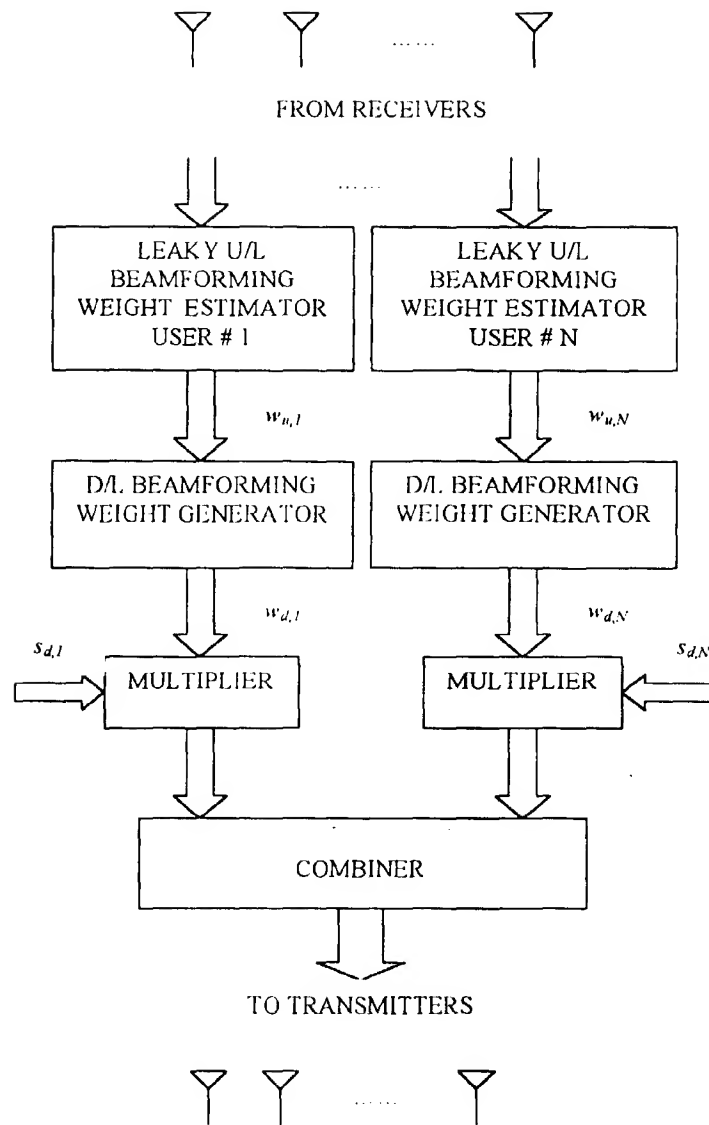 ......
FROM RECEIVERS
......
LEAKY U/L
BEAMFORMING
WEIGHT ESTIMATOR
USER # 1
LEAKY U/L
BEAMFORMING
WEIGHT ESTIMATOR
USER # N
w_{u,1}
w_{u,N}
D/L BEAMFORMING
WEIGHT GENERATOR
D/L BEAMFORMING
WEIGHT GENERATOR
w_{d,1}
w_{d,N}
s_{d,1}
s_{d,N}
MULTIPLIER
MULTIPLIER
COMBINER
TO TRANSMITTERS
......